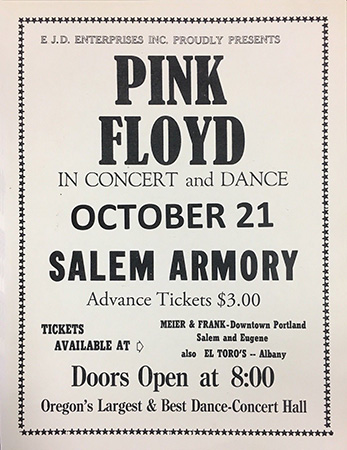 E J.D. ENTERPRISES INC. PROUDLY PRESENTS
PINK
FLOYD
IN CONCERT and DANCE
OCTOBER 21
SALEM ARMORY
Advance Tickets $3.00
TICKETS
AVAILABLE AT
MEIER & FRANK-Downtown Portland
Salem and Eugene
also EL TORO'S -- Albany
Doors Open at 8:00
Oregon's Largest & Best Dance-Concert Hall